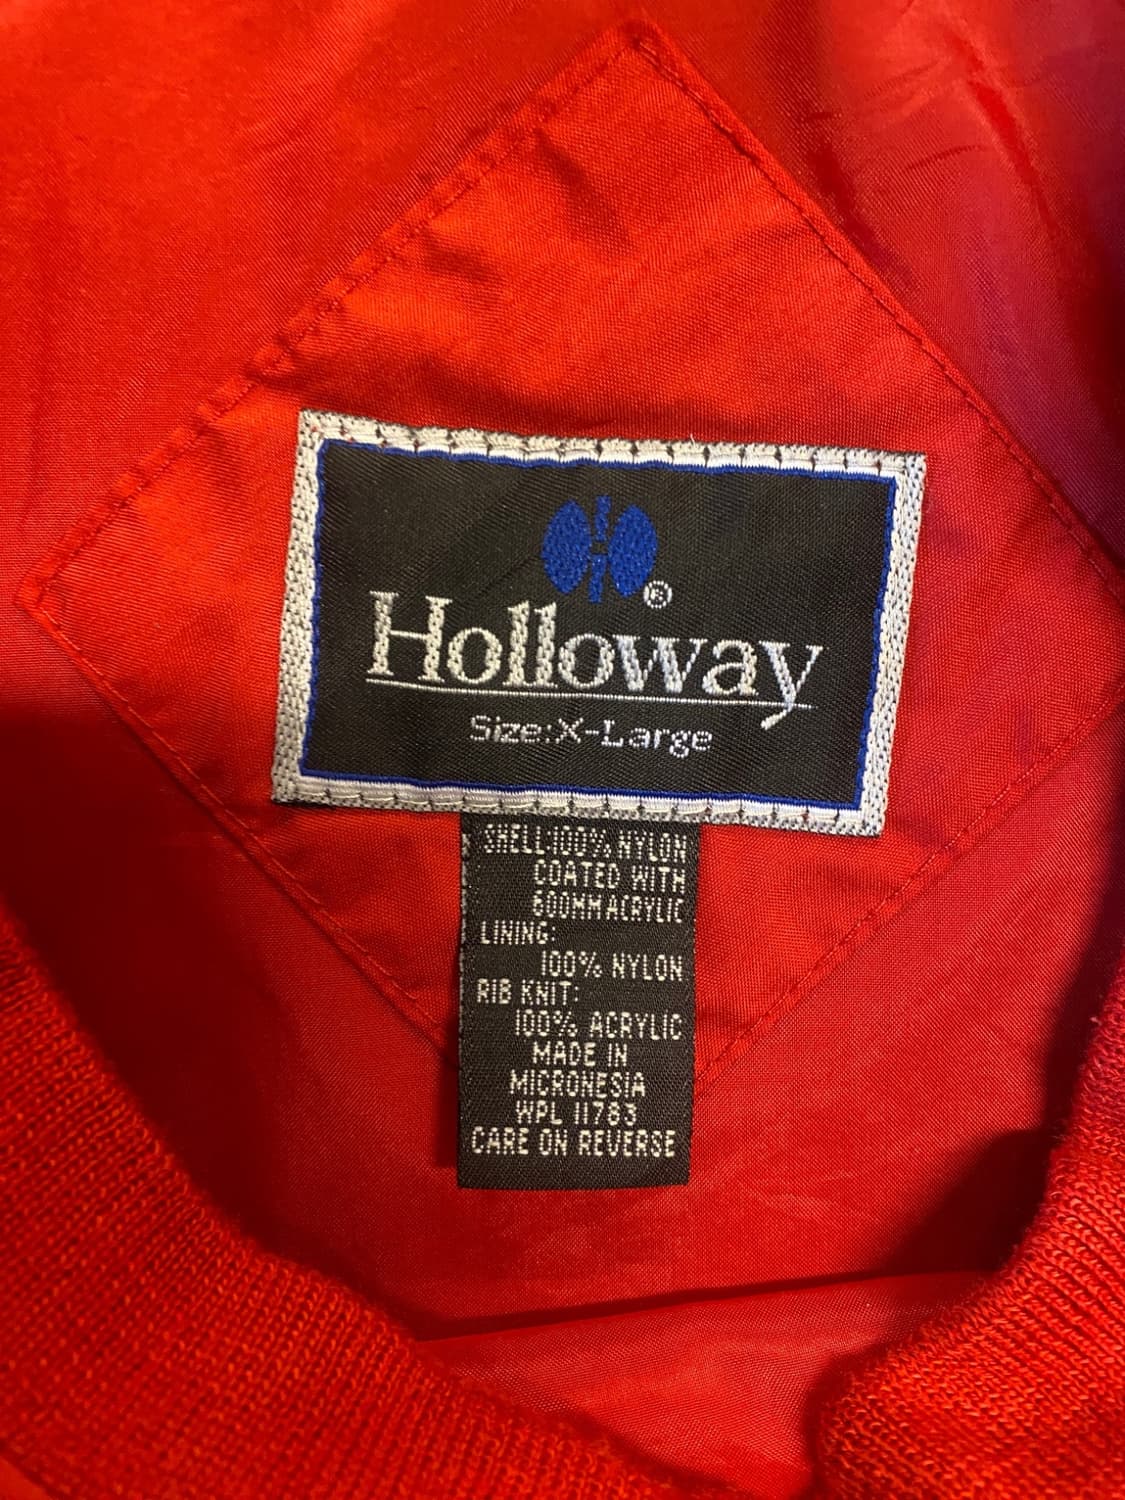 ®
Holloway
Size:X-Large
SHELL:100% NYLON
COATED WITH
600MM ACRYLIC
LINING:
100% NYLON
RIB KNIT:
100% ACRYLIC
MADE IN
MICRONESIA
WPL 11783
CARE ON REVERSE